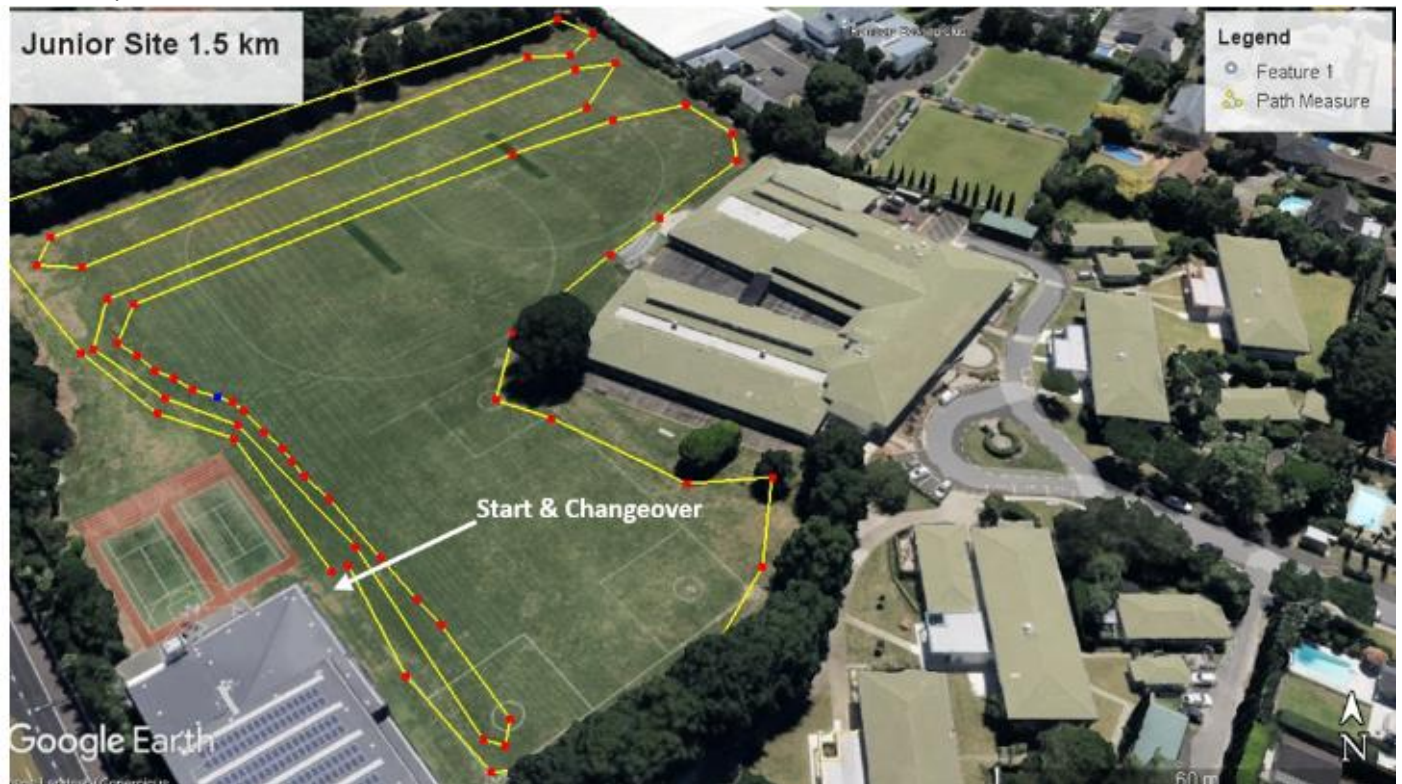 Junior Site 1.5 km
Legend
Feature 1
Path Measure
Start & Changeover
Google Earth
N
60 m